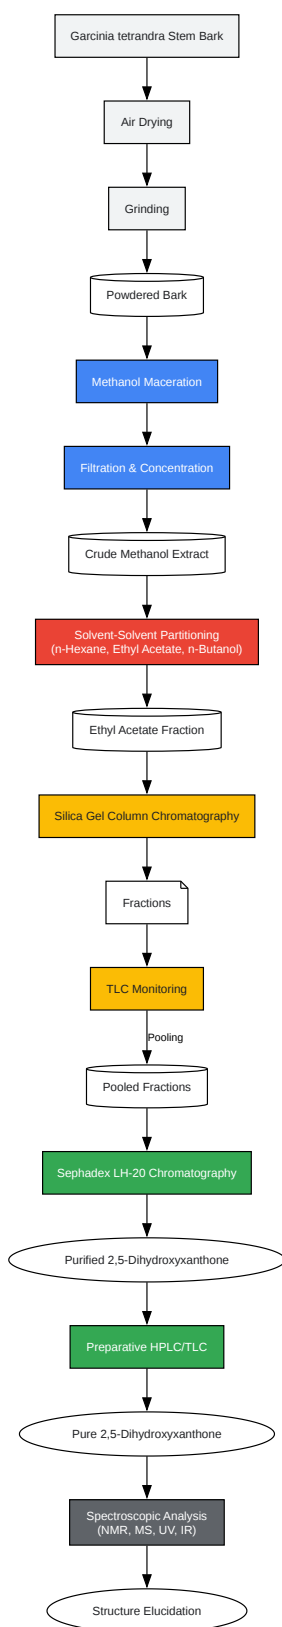 Garcinia tetrandra Stem Bark
Air Drying
Grinding
Powdered Bark
Methanol Maceration
Filtration & Concentration
Crude Methanol Extract
Solvent-Solvent Partitioning
(n-Hexane, Ethyl Acetate, n-Butanol)
Ethyl Acetate Fraction
Silica Gel Column Chromatography
Fractions
TLC Monitoring
Pooling
Pooled Fractions
Sephadex LH-20 Chromatography
Purified 2,5-Dihydroxyxanthone
Preparative HPLC/TLC
Pure 2,5-Dihydroxyxanthone
Spectroscopic Analysis
(NMR, MS, UV, IR)
Structure Elucidation